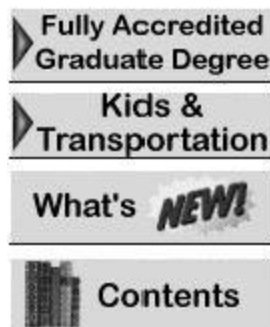 Fully Accredited
Graduate Degree
Kids &
Transportation
What's NEW!
Contents